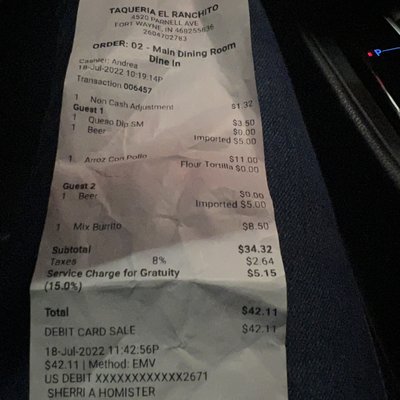 TAQUERIA EL RANCHITO
4520 PARNELL AVE
FORT WAYNE, IN 468255836
2604702783
ORDER: D2 - Main Dining Room
Dine In
Cashier: Andrea
18-Jul-2022 10:19:14P
Transaction 006457
1 Non Cash Adjustment $1.32
Guest 1
1 Queso Dip SM $3.50
1 Beer $0.00
Imported $5.00
1 Arroz Con Pollo $11.00
Flour Tortilla $0.00
Guest 2
1 Beer $0.00
Imported $5.00
1 Mix Burrito $8.50
Subtotal $34.32
Taxes 8% $2.64
Service Charge for Gratuity $5.15
(15.0%)
Total $42.11
DEBIT CARD SALE $42.11
18-Jul-2022 11:42:56P
$42.11 | Method: EMV
US DEBIT XXXXXXXXXXXX2671
SHERRI A HOMISTER
P